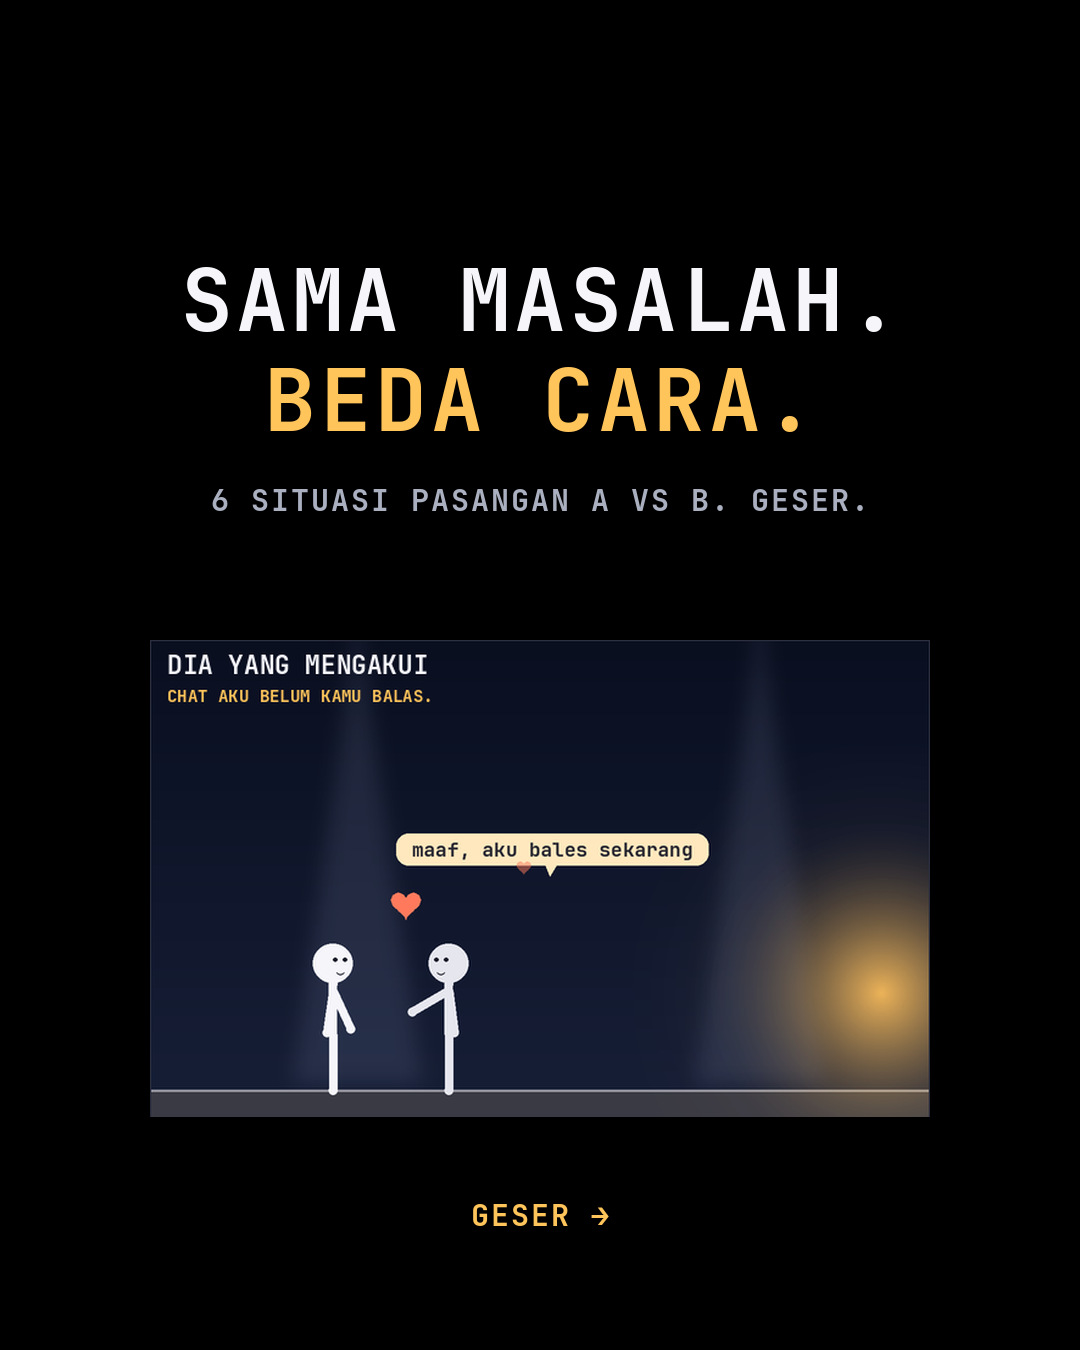 SAMA MASALAH.
BEDA CARA.
6 SITUASI PASANGAN A VS B. GESER.
DIA YANG MENGAKUI
CHAT AKU BELUM KAMU BALAS.
maaf, aku bales sekarang
GESER →